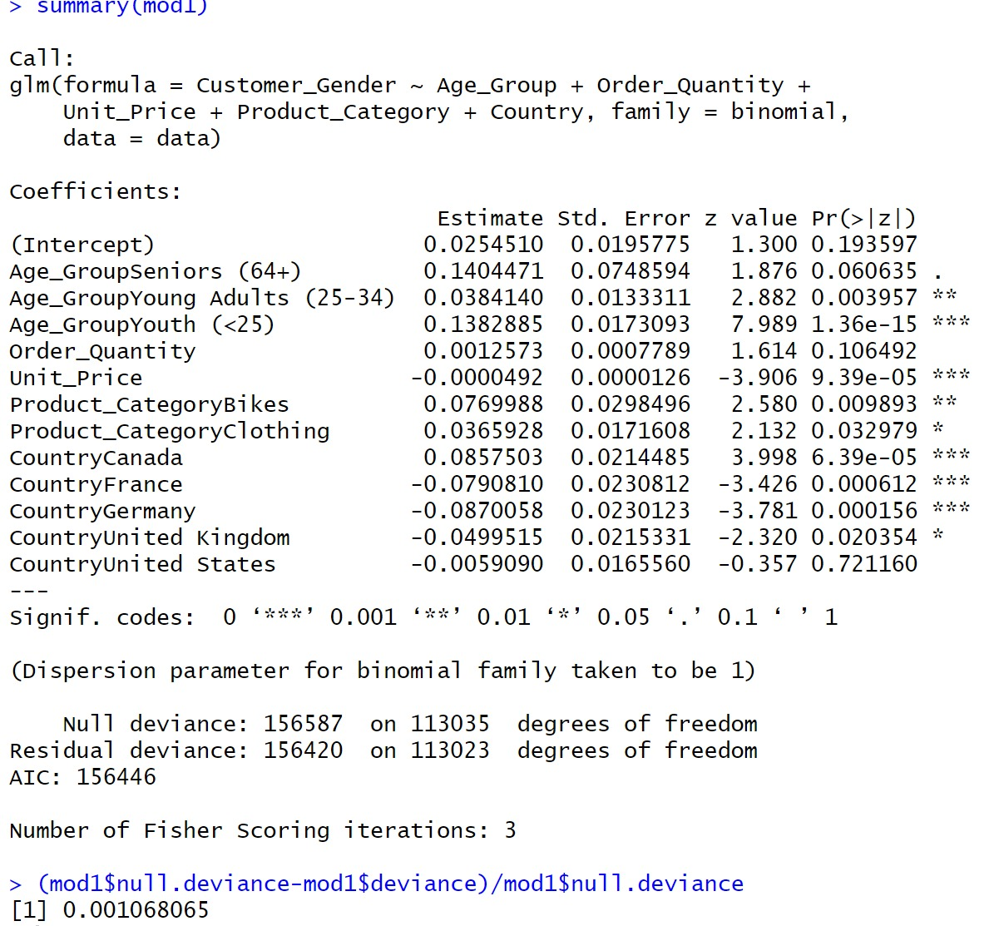 > summary(mod1)
Call:
glm(formula = Customer_Gender ~ Age_Group + Order_Quantity +
    Unit_Price + Product_Category + Country, family = binomial,
    data = data)
Coefficients:
                                Estimate Std. Error z value Pr(>|z|)
(Intercept)                    0.0254510  0.0195775   1.300 0.193597
Age_GroupSeniors (64+)         0.1404471  0.0748594   1.876 0.060635 .
Age_GroupYoung Adults (25-34)  0.0384140  0.0133311   2.882 0.003957 **
Age_GroupYouth (<25)           0.1382885  0.0173093   7.989 1.36e-15 ***
Order_Quantity                 0.0012573  0.0007789   1.614 0.106492
Unit_Price                    -0.0000492  0.0000126  -3.906 9.39e-05 ***
Product_CategoryBikes          0.0769988  0.0298496   2.580 0.009893 **
Product_CategoryClothing       0.0365928  0.0171608   2.132 0.032979 *
CountryCanada                  0.0857503  0.0214485   3.998 6.39e-05 ***
CountryFrance                 -0.0790810  0.0230812  -3.426 0.000612 ***
CountryGermany                -0.0870058  0.0230123  -3.781 0.000156 ***
CountryUnited Kingdom         -0.0499515  0.0215331  -2.320 0.020354 *
CountryUnited States          -0.0059090  0.0165560  -0.357 0.721160
---
Signif. codes:  0 ‘***’ 0.001 ‘**’ 0.01 ‘*’ 0.05 ‘.’ 0.1 ‘ ’ 1
(Dispersion parameter for binomial family taken to be 1)
    Null deviance: 156587  on 113035  degrees of freedom
Residual deviance: 156420  on 113023  degrees of freedom
AIC: 156446
Number of Fisher Scoring iterations: 3
> (mod1$null.deviance-mod1$deviance)/mod1$null.deviance
[1] 0.001068065